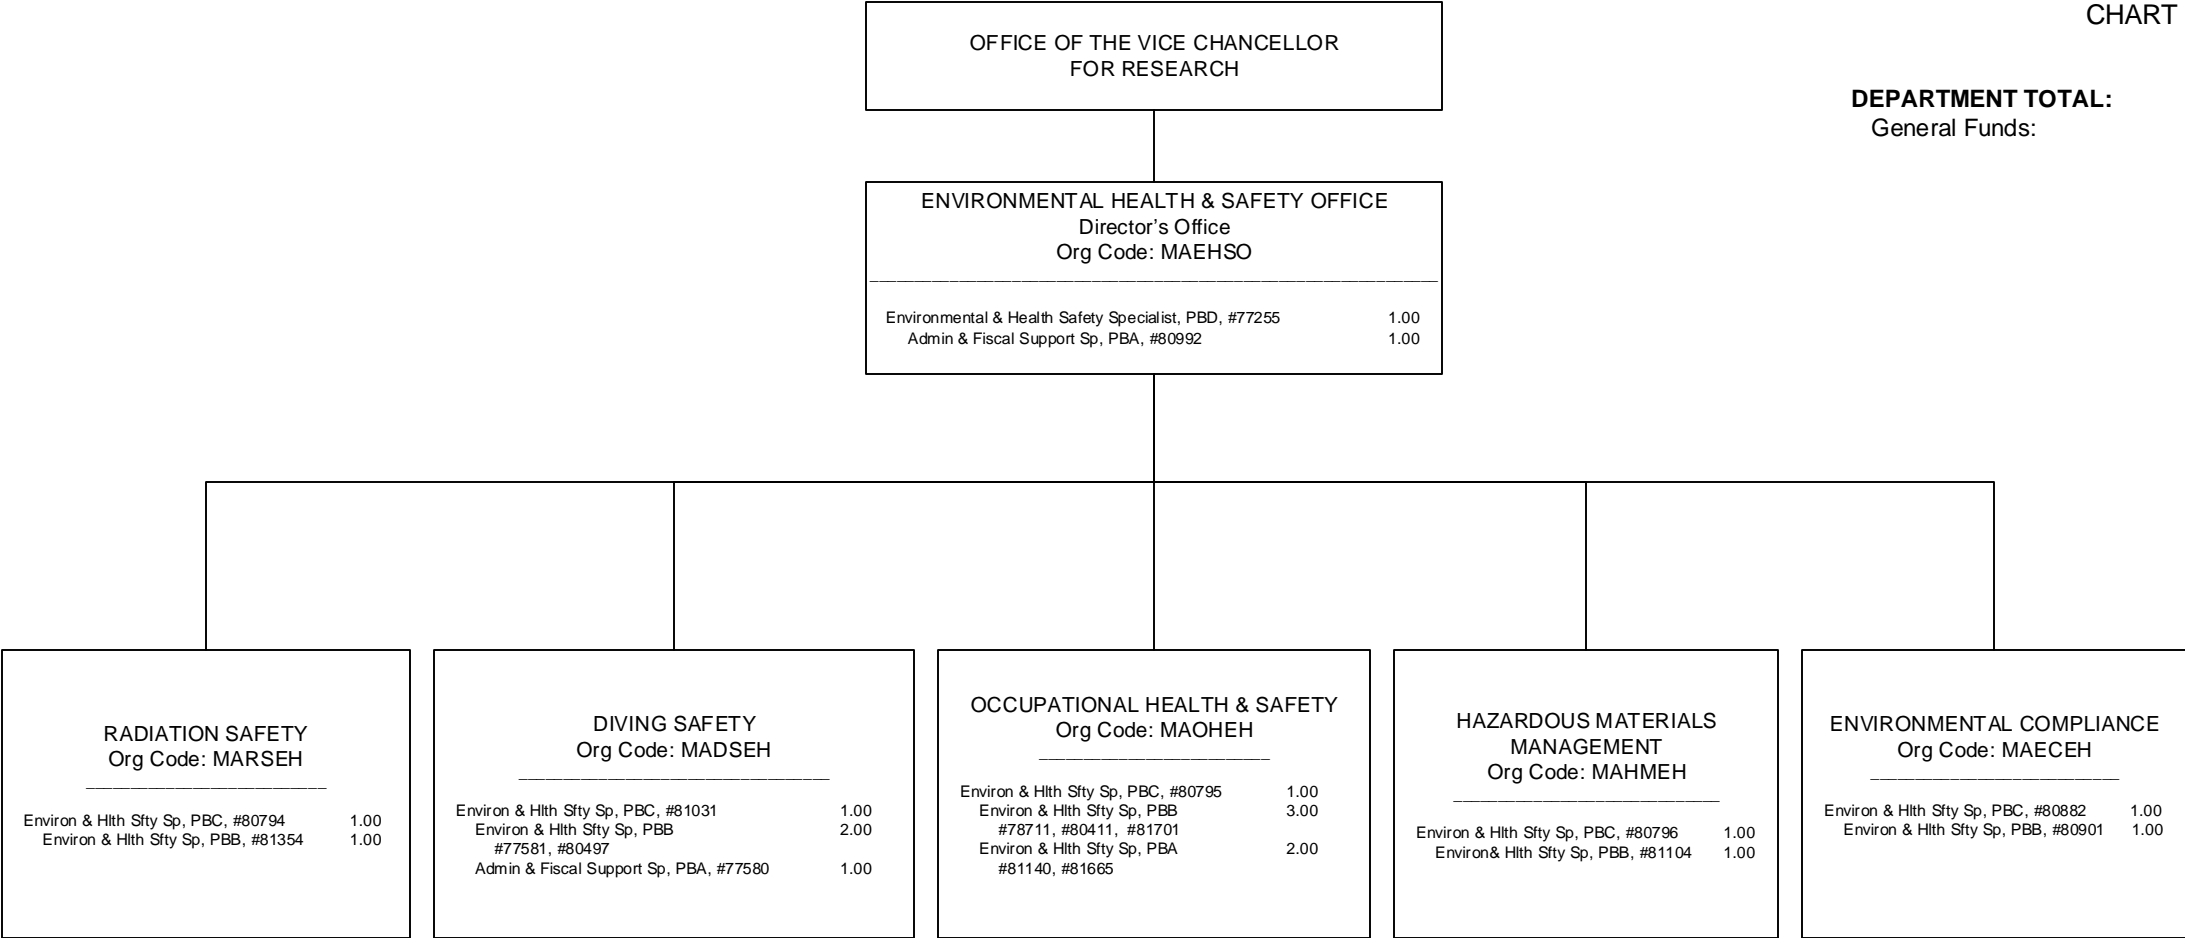 CHART
OFFICE OF THE VICE CHANCELLOR
FOR RESEARCH
DEPARTMENT TOTAL:
General Funds:
ENVIRONMENTAL HEALTH & SAFETY OFFICE
Director’s Office
Org Code: MAEHSO
Environmental & Health Safety Specialist, PBD, #77255 1.00
Admin & Fiscal Support Sp, PBA, #80992 1.00
RADIATION SAFETY
Org Code: MARSEH
Environ & Hlth Sfty Sp, PBC, #80794 1.00
Environ & Hlth Sfty Sp, PBB, #81354 1.00
DIVING SAFETY
Org Code: MADSEH
Environ & Hlth Sfty Sp, PBC, #81031 1.00
Environ & Hlth Sfty Sp, PBB 2.00
#77581, #80497
Admin & Fiscal Support Sp, PBA, #77580 1.00
OCCUPATIONAL HEALTH & SAFETY
Org Code: MAOHEH
Environ & Hlth Sfty Sp, PBC, #80795 1.00
Environ & Hlth Sfty Sp, PBB 3.00
#78711, #80411, #81701
Environ & Hlth Sfty Sp, PBA 2.00
#81140, #81665
HAZARDOUS MATERIALS
MANAGEMENT
Org Code: MAHMEH
Environ & Hlth Sfty Sp, PBC, #80796 1.00
Environ& Hlth Sfty Sp, PBB, #81104 1.00
ENVIRONMENTAL COMPLIANCE
Org Code: MAECEH
Environ & Hlth Sfty Sp, PBC, #80882 1.00
Environ & Hlth Sfty Sp, PBB, #80901 1.00